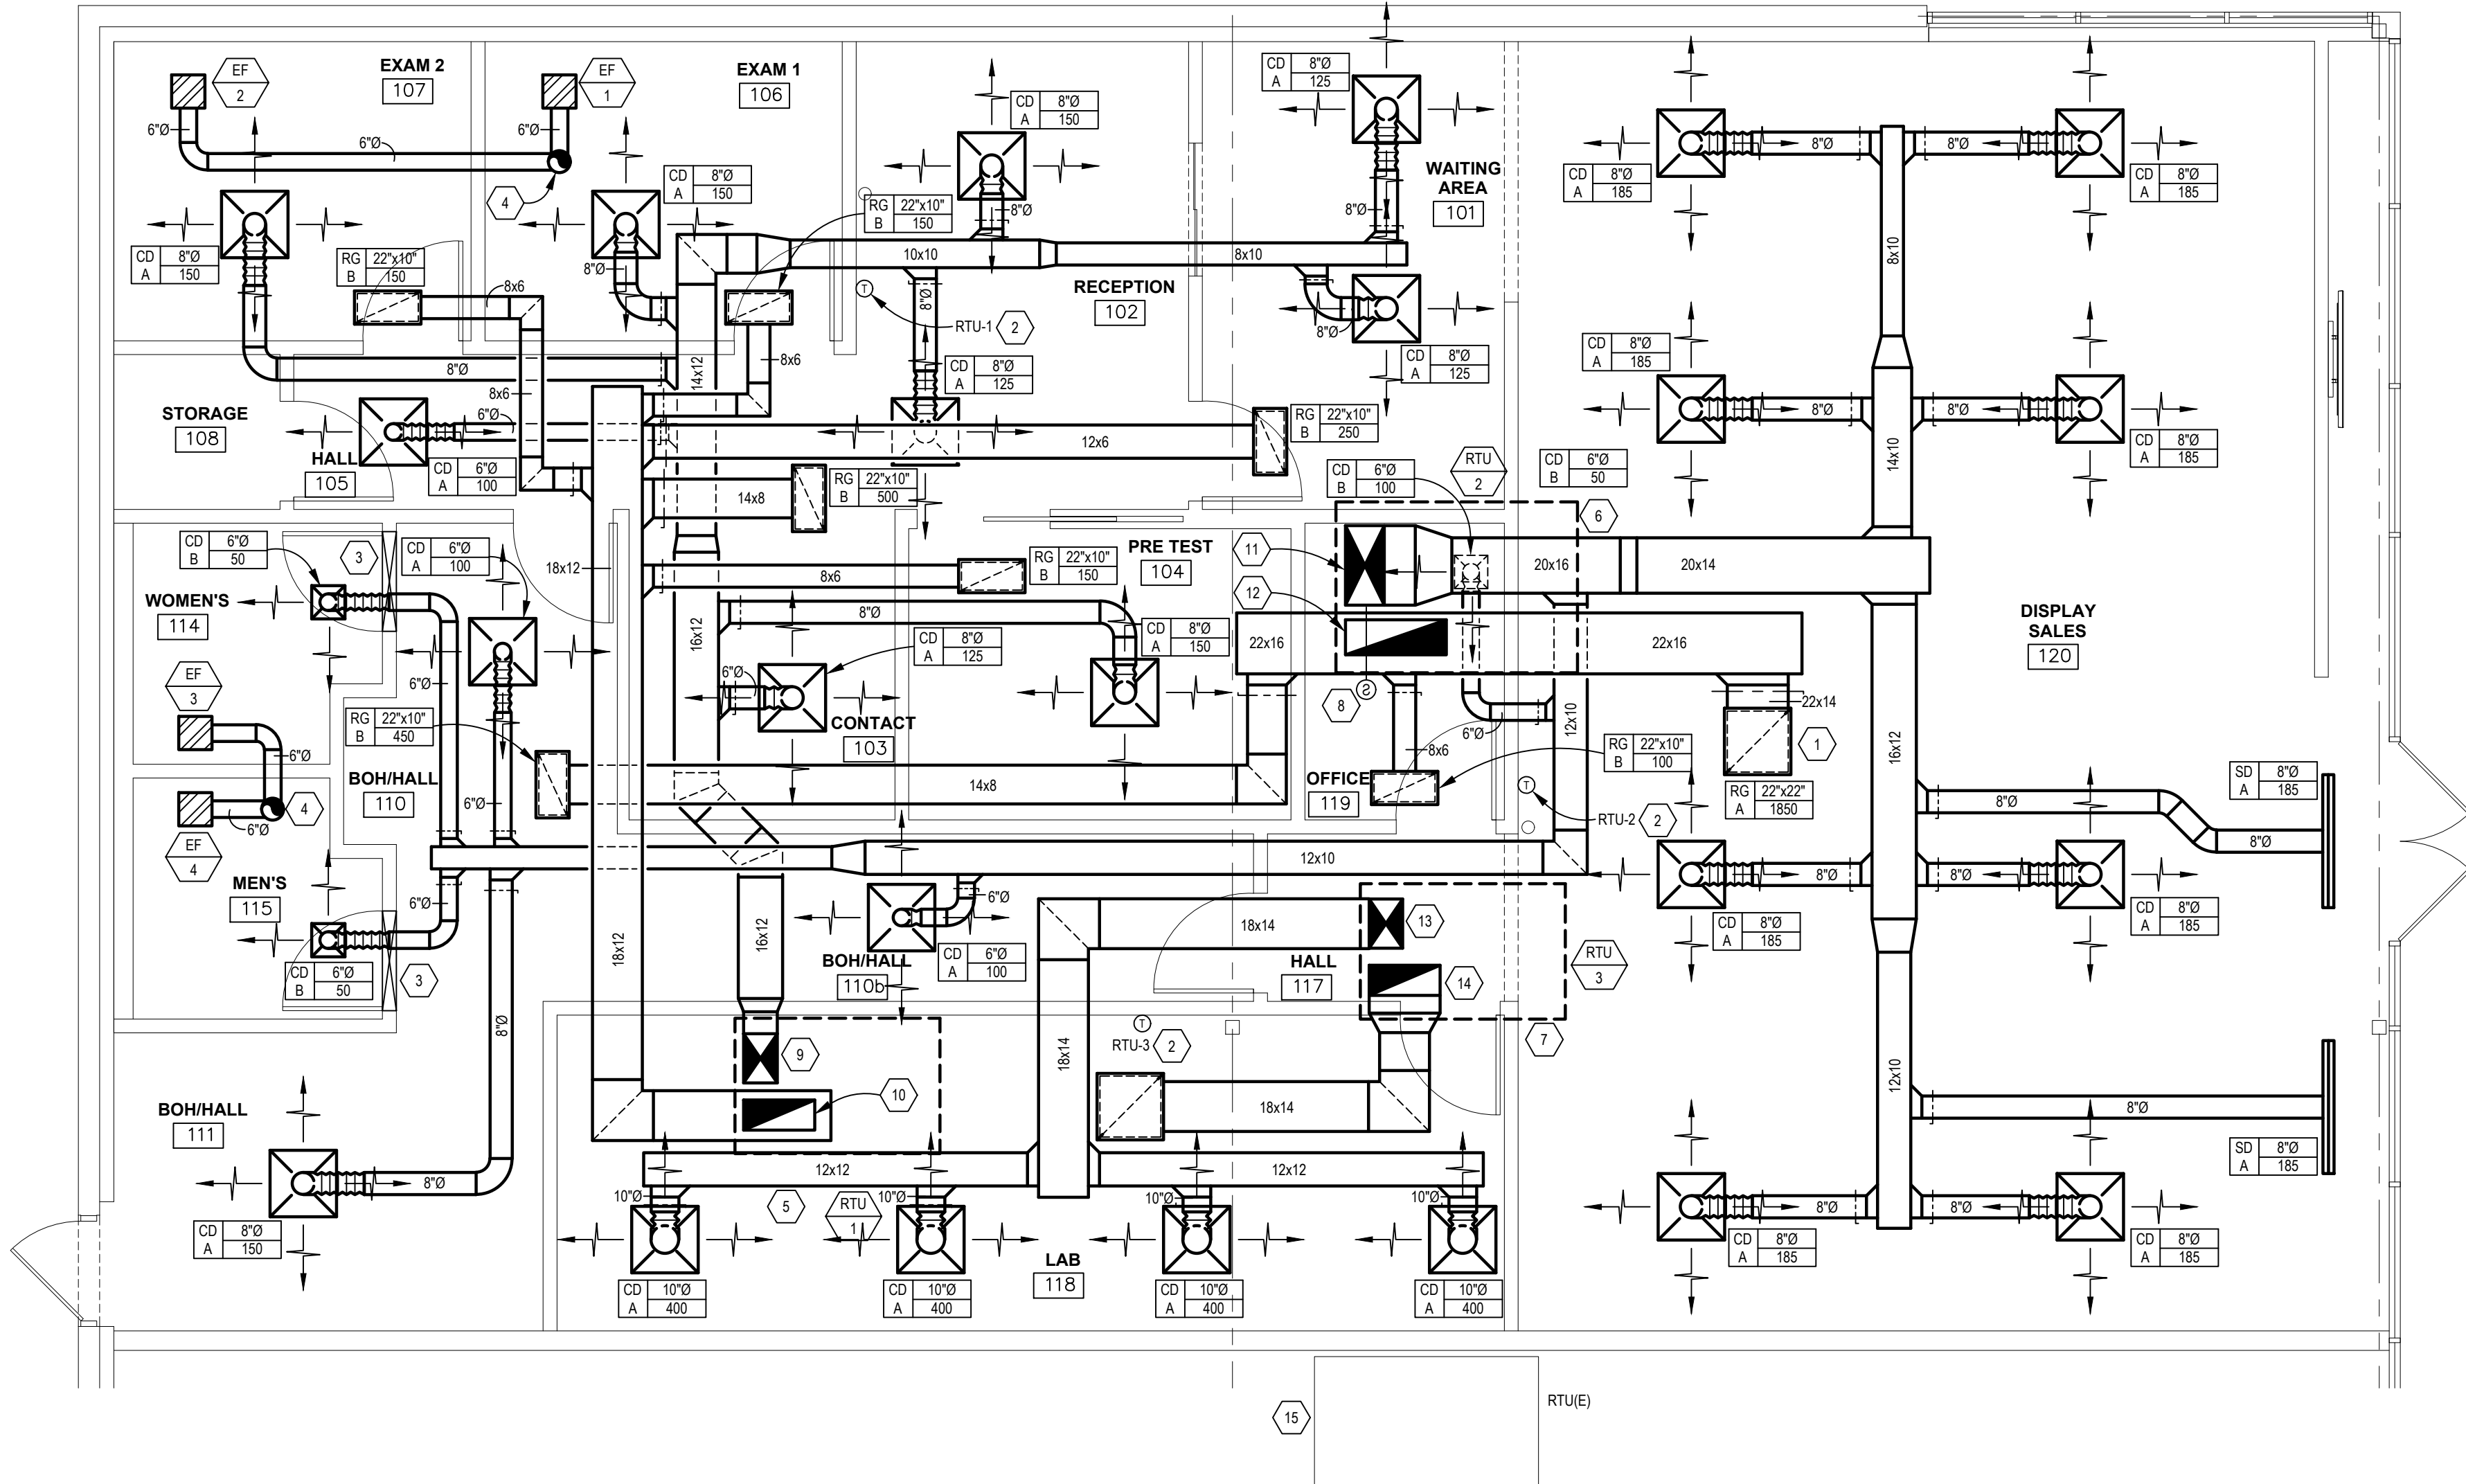 EXAM 2
107
EF
2
EF
1
EXAM 1
106
CD 8"Ø
A 150
CD 8"Ø
A 125
6"Ø
6"Ø
6"Ø
4
CD 8"Ø
A 150
RG 22"x10"
B 150
8"Ø
WAITING
AREA
101
8"Ø
8"Ø
8"Ø
CD 8"Ø
A 185
CD 8"Ø
A 185
CD 8"Ø
A 150
RG 22"x10"
B 150
8x6
8"Ø
10x10
8x10
8x10
RECEPTION
102
T
RTU-1
2
8"Ø
8"Ø
8x6
14x12
8"Ø
CD 8"Ø
A 125
CD 8"Ø
A 125
CD 8"Ø
A 185
STORAGE
108
8x6
6"Ø
HALL
105
CD 6"Ø
A 100
12x6
RG 22"x10"
B 250
8"Ø
8"Ø
14x10
CD 8"Ø
A 185
14x8
RG 22"x10"
B 500
CD 6"Ø
B 100
RTU
2
CD 6"Ø
B 50
6
CD 6"Ø
B 50
3
CD 6"Ø
A 100
18x12
8x6
RG 22"x10"
B 150
PRE TEST
104
11
12
20x16
20x14
WOMEN'S
114
16x12
8"Ø
CD 8"Ø
A 125
CD 8"Ø
A 150
22x16
22x16
DISPLAY
SALES
120
EF
3
6"Ø
6"Ø
CONTACT
103
8
S
6"Ø
12x10
22x14
1
16x12
RG 22"x10"
B 450
6"Ø
BOH/HALL
110
6"Ø
14x8
8x6
OFFICE
119
RG 22"x10"
B 100
T
RTU-2
2
RG 22"x22"
A 1850
SD 8"Ø
A 185
8"Ø
8"Ø
4
6"Ø
EF
4
12x10
8"Ø
8"Ø
MEN'S
115
6"Ø
6"Ø
CD 6"Ø
B 50
3
18x12
16x12
BOH/HALL
110b
CD 6"Ø
A 100
18x14
HALL
117
13
14
RTU
3
CD 8"Ø
A 185
CD 8"Ø
A 185
8"Ø
9
10
18x14
T
RTU-3
2
7
18x14
12x10
8"Ø
BOH/HALL
111
8"Ø
CD 8"Ø
A 150
12x12
12x12
SD 8"Ø
A 185
10"Ø
5
RTU
1
10"Ø
10"Ø
10"Ø
8"Ø
8"Ø
LAB
118
CD 8"Ø
A 185
CD 8"Ø
A 185
CD 10"Ø
A 400
CD 10"Ø
A 400
CD 10"Ø
A 400
CD 10"Ø
A 400
15
RTU(E)